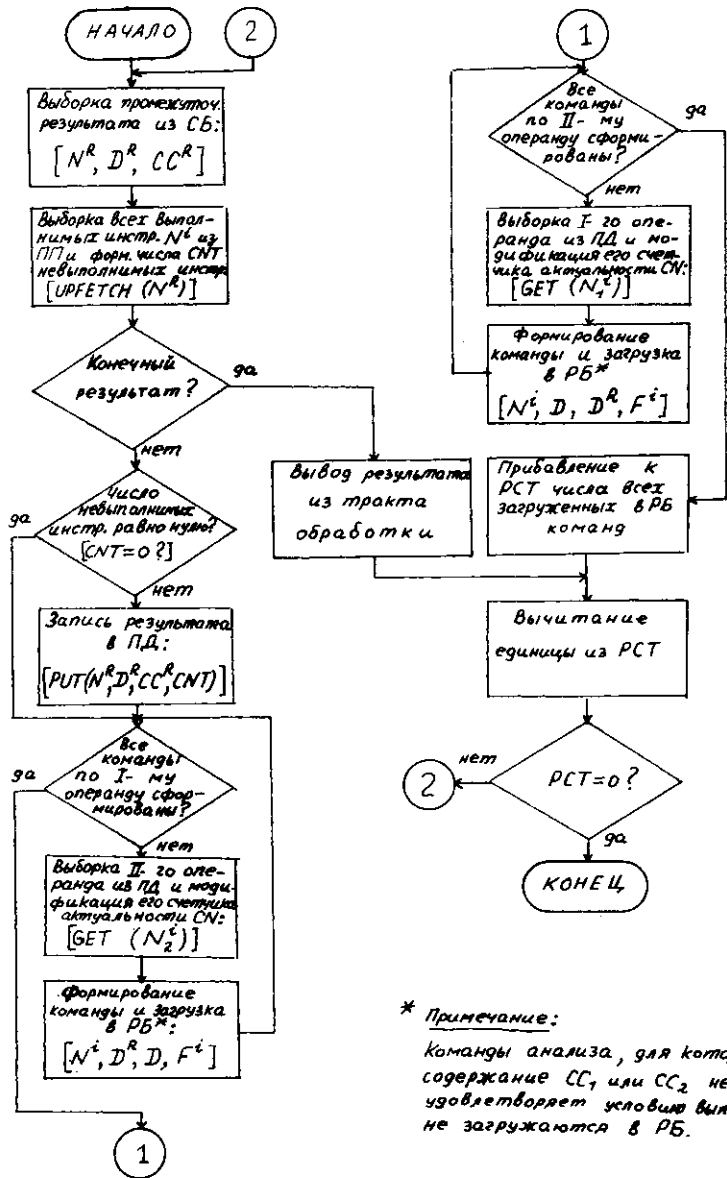 НАЧАЛО
2
Выборка промежуточ.
результата из СБ:
[N^R, D^R, CC^R]
Выборка всех выпол-
нимых инстр. N^i из
ПП и форм. числа CNT
невыполнимых инстр.
[UPFETCH (N^R)]
Конечный
результат?
да
нет
Число
невыполнимых
инстр. равно нулю?
[CNT=0?]
да
нет
Запись результата
в ПД:
[PUT(N^R, D^R, CC^R, CNT)]
Все
команды
по I-му
операнду сфор-
мированы?
да
нет
Выборка II-го опе-
ранда из ПД и моди-
фикация его счетчика
актуальности CN:
[GET (N_2^i)]
Формирование
команды и загрузка
в РБ*:
[N^i, D^R, D, F^i]
1
1
Все
команды
по II-му
операнду сформи-
рованы?
да
нет
Выборка I-го опе-
ранда из ПД и мо-
дификация его счет-
чика актуальности CN:
[GET (N_1^i)]
Формирование
команды и загрузка
в РБ*
[N^i, D, D^R, F^i]
Вывод результата
из тракта
обработки
Прибавление к
РСТ числа всех
загруженных в РБ
команд
Вычитание
единицы из РСТ
РСТ=0?
нет
2
да
КОНЕЦ
* Примечание:
Команды анализа, для кото
содержание CC_1 или CC_2 не
удовлетворяет условию вып
не загружаются в РБ.